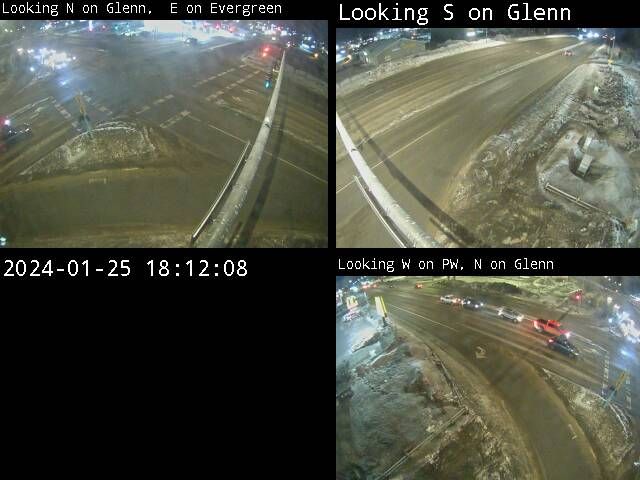 Looking N on Glenn,  E on Evergreen
Looking S on Glenn
2024-01-25 18:12:08
Looking W on PW, N on Glenn